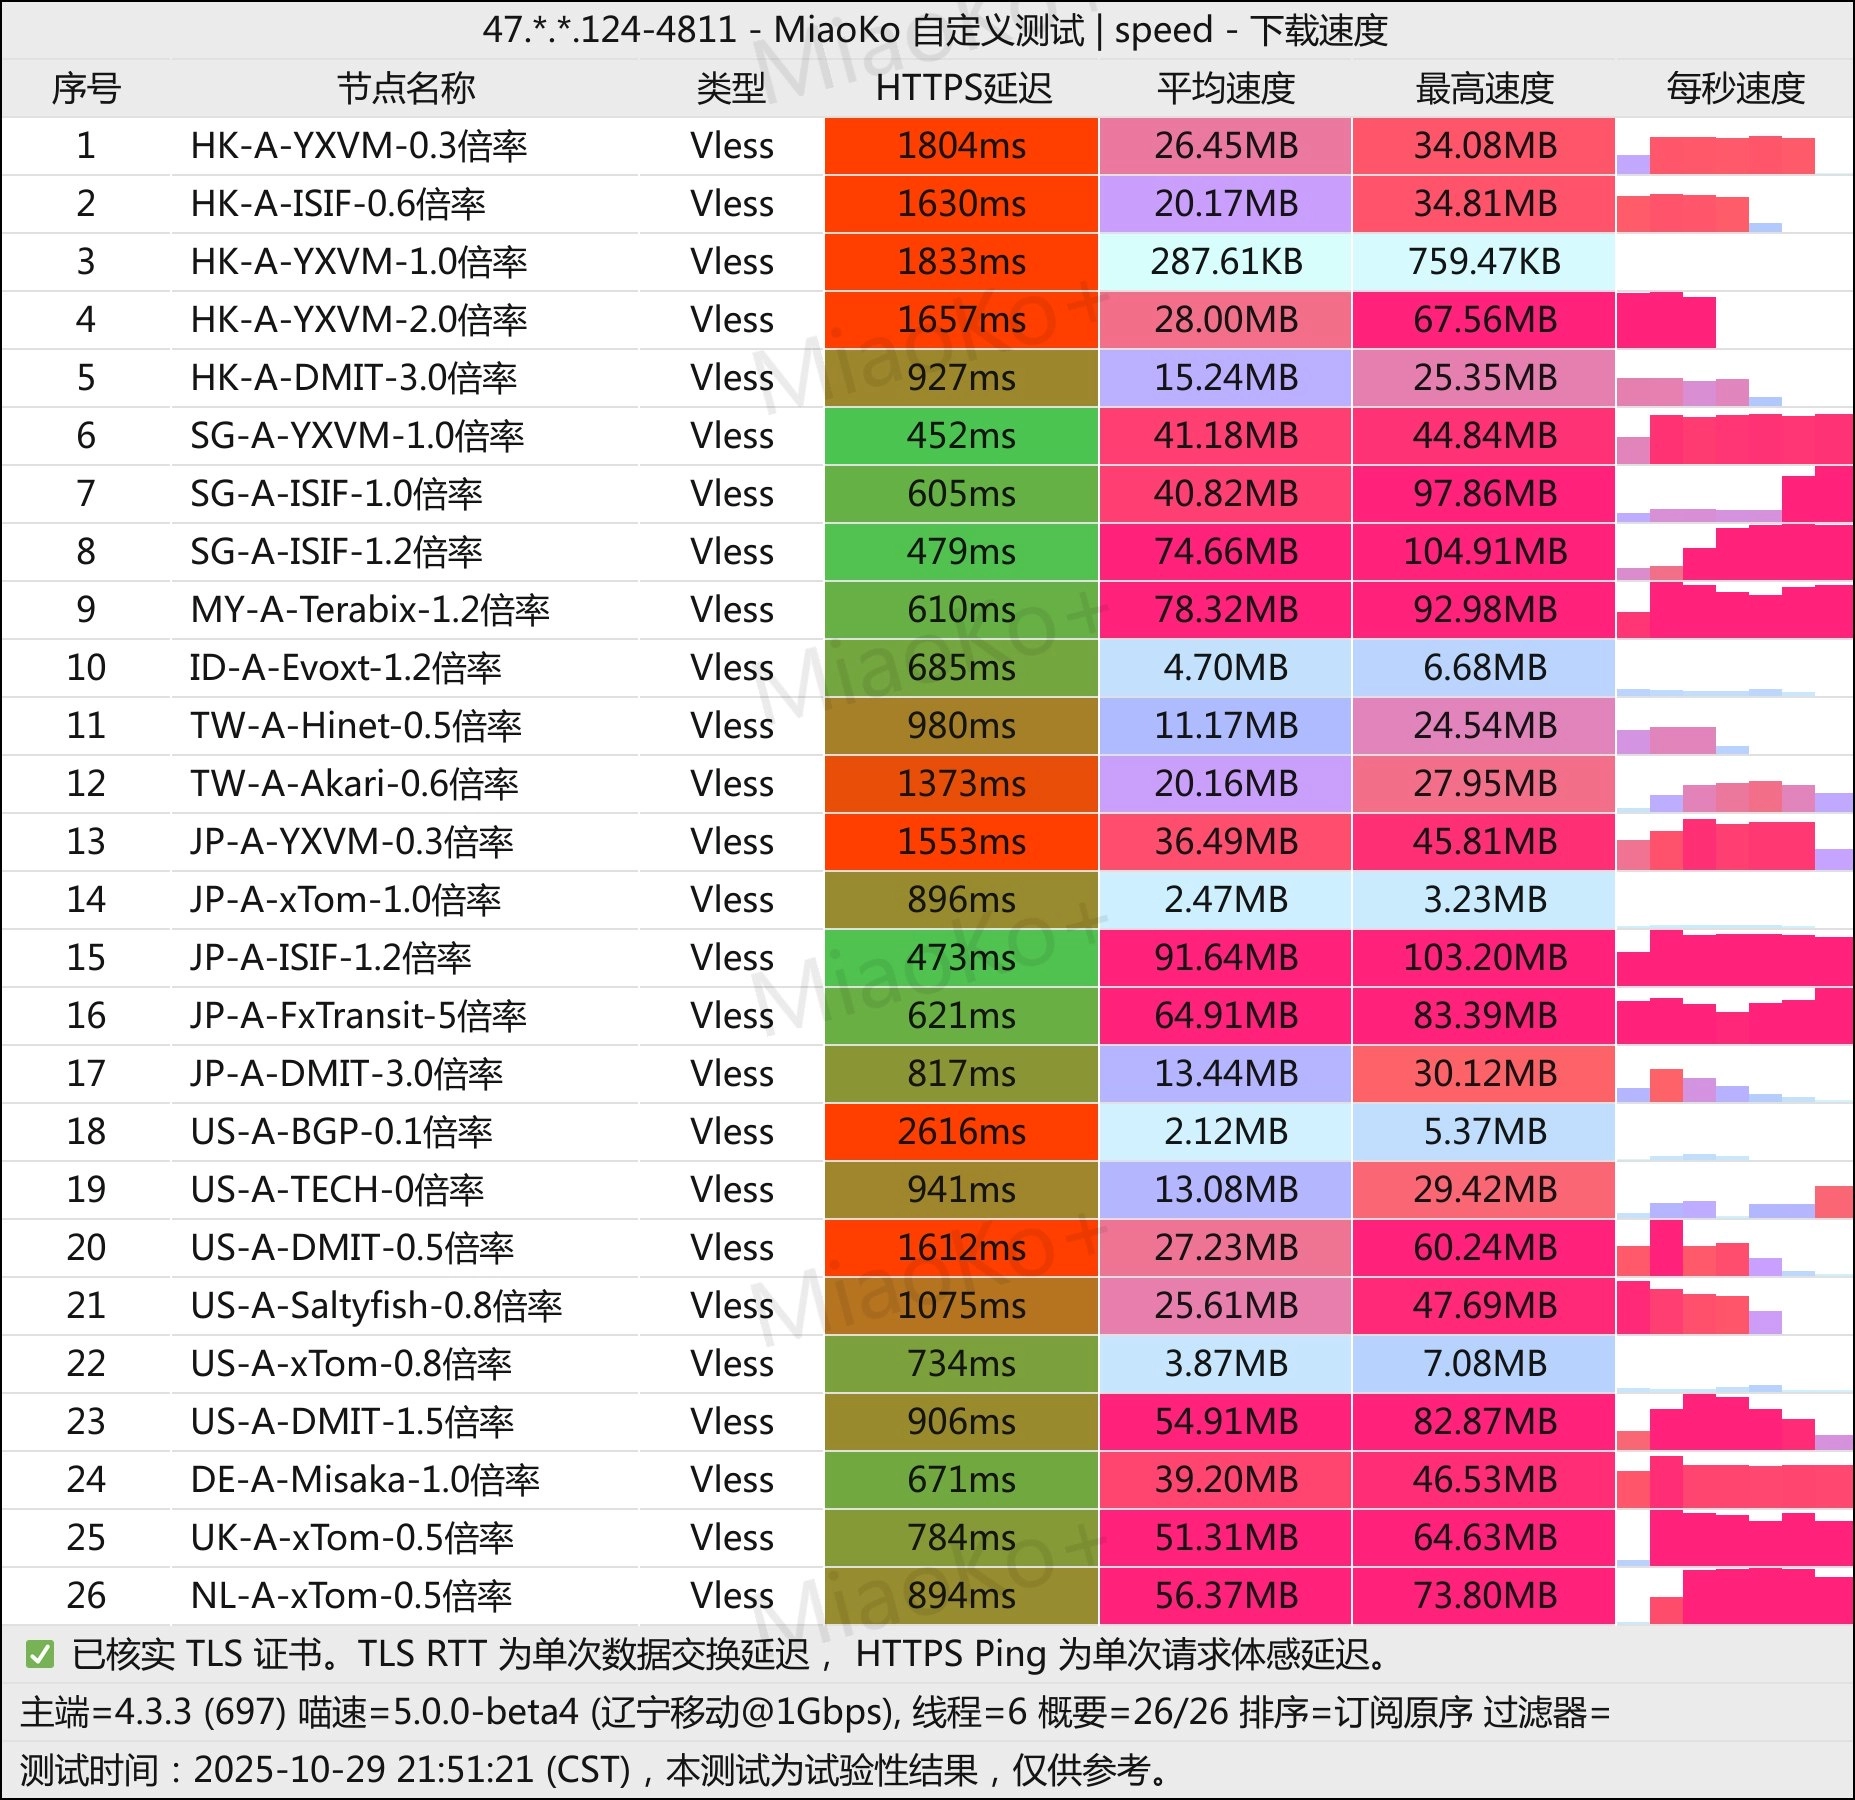 47.*.*.124-4811 - MiaoKo 自定义测试 | speed - 下载速度
序号 节点名称 类型 HTTPS延迟 平均速度 最高速度 每秒速度
1 HK-A-YXVM-0.3倍率 Vless 1804ms 26.45MB 34.08MB
2 HK-A-ISIF-0.6倍率 Vless 1630ms 20.17MB 34.81MB
3 HK-A-YXVM-1.0倍率 Vless 1833ms 287.61KB 759.47KB
4 HK-A-YXVM-2.0倍率 Vless 1657ms 28.00MB 67.56MB
5 HK-A-DMIT-3.0倍率 Vless 927ms 15.24MB 25.35MB
6 SG-A-YXVM-1.0倍率 Vless 452ms 41.18MB 44.84MB
7 SG-A-ISIF-1.0倍率 Vless 605ms 40.82MB 97.86MB
8 SG-A-ISIF-1.2倍率 Vless 479ms 74.66MB 104.91MB
9 MY-A-Terabix-1.2倍率 Vless 610ms 78.32MB 92.98MB
10 ID-A-Evoxt-1.2倍率 Vless 685ms 4.70MB 6.68MB
11 TW-A-Hinet-0.5倍率 Vless 980ms 11.17MB 24.54MB
12 TW-A-Akari-0.6倍率 Vless 1373ms 20.16MB 27.95MB
13 JP-A-YXVM-0.3倍率 Vless 1553ms 36.49MB 45.81MB
14 JP-A-xTom-1.0倍率 Vless 896ms 2.47MB 3.23MB
15 JP-A-ISIF-1.2倍率 Vless 473ms 91.64MB 103.20MB
16 JP-A-FxTransit-5倍率 Vless 621ms 64.91MB 83.39MB
17 JP-A-DMIT-3.0倍率 Vless 817ms 13.44MB 30.12MB
18 US-A-BGP-0.1倍率 Vless 2616ms 2.12MB 5.37MB
19 US-A-TECH-0倍率 Vless 941ms 13.08MB 29.42MB
20 US-A-DMIT-0.5倍率 Vless 1612ms 27.23MB 60.24MB
21 US-A-Saltyfish-0.8倍率 Vless 1075ms 25.61MB 47.69MB
22 US-A-xTom-0.8倍率 Vless 734ms 3.87MB 7.08MB
23 US-A-DMIT-1.5倍率 Vless 906ms 54.91MB 82.87MB
24 DE-A-Misaka-1.0倍率 Vless 671ms 39.20MB 46.53MB
25 UK-A-xTom-0.5倍率 Vless 784ms 51.31MB 64.63MB
26 NL-A-xTom-0.5倍率 Vless 894ms 56.37MB 73.80MB
✅ 已核实 TLS 证书。TLS RTT 为单次数据交换延迟， HTTPS Ping 为单次请求体感延迟。
主端=4.3.3 (697) 喵速=5.0.0-beta4 (辽宁移动@1Gbps), 线程=6 概要=26/26 排序=订阅原序 过滤器=
测试时间：2025-10-29 21:51:21 (CST)，本测试为试验性结果，仅供参考。
MiaoKo+
MiaoKo+
MiaoKo+
MiaoKo+
MiaoKo+
MiaoKo+